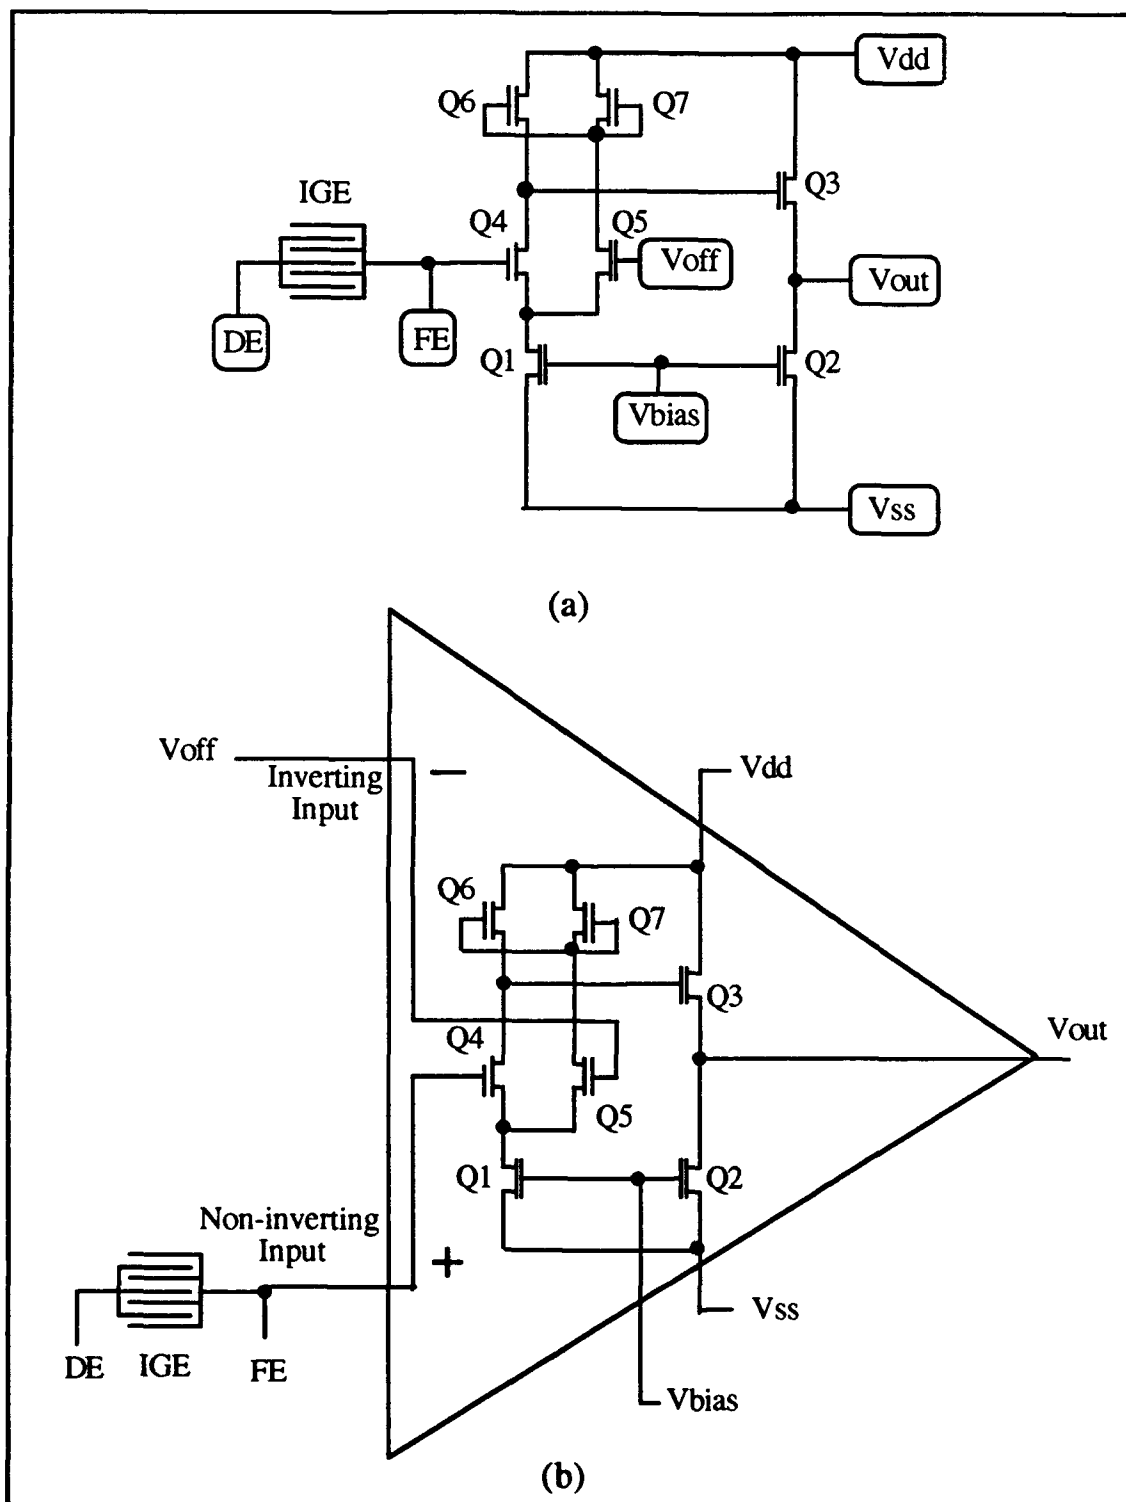 Vdd
Q6
Q7
IGE
Q3
Q4
Q5
Voff
Vout
DE
FE
Q1
Q2
Vbias
Vss
(a)
Voff
Inverting
Input
−
Vdd
Q6
Q7
Q3
Vout
Q4
Q5
Q1
Q2
Non-inverting
Input
+
Vss
DE
IGE
FE
Vbias
(b)